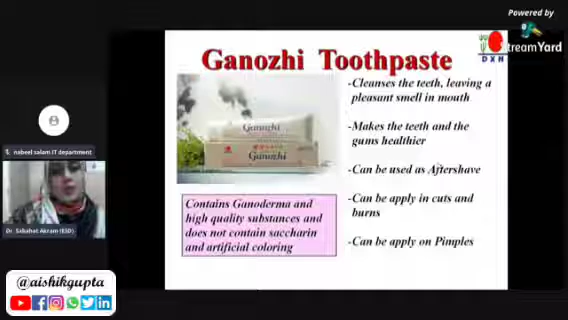 Powered by
StreamYard
DXN
Ganozhi Toothpaste
-Cleanses the teeth, leaving a
pleasant smell in mouth
-Makes the teeth and the
gums healthier
-Can be used as Aftershave
-Can be apply in cuts and
burns
-Can be apply on Pimples
Ganozhi
Ganozhi
Contains Ganoderma and
high quality substances and
does not contain saccharin
and artificial coloring
nabeel salam IT department
Dr. Sabahat Akram (ESD)
@aishikgupta